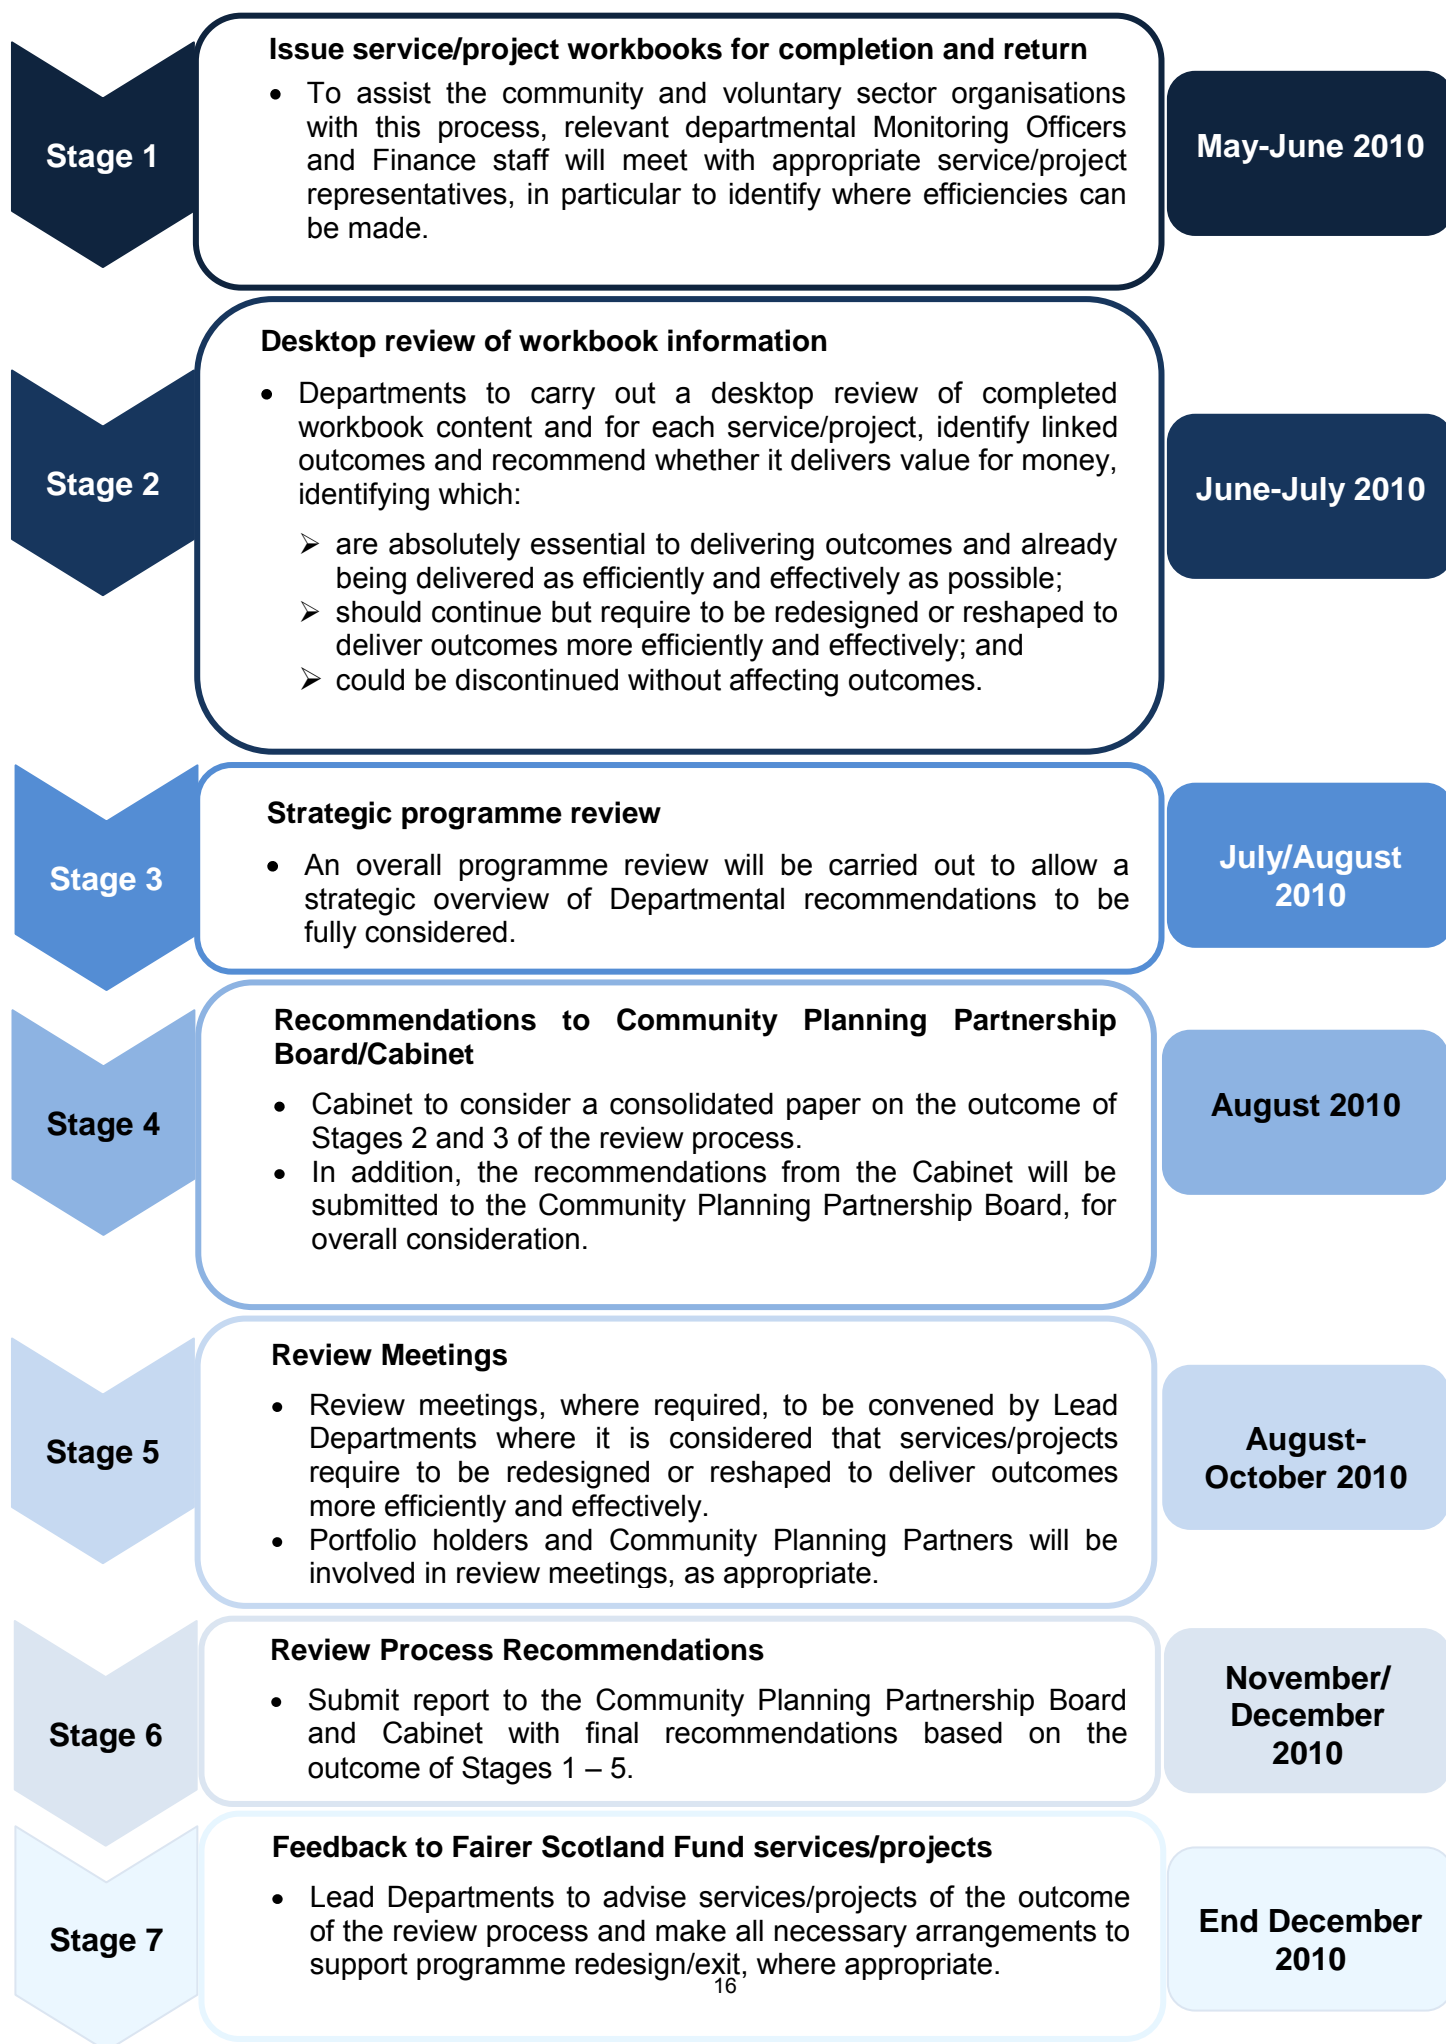 Stage 1
Issue service/project workbooks for completion and return
• To assist the community and voluntary sector organisations
with this process, relevant departmental Monitoring Officers
and Finance staff will meet with appropriate service/project
representatives, in particular to identify where efficiencies can
be made.
May-June 2010
Stage 2
Desktop review of workbook information
• Departments to carry out a desktop review of completed
workbook content and for each service/project, identify linked
outcomes and recommend whether it delivers value for money,
identifying which:
➢ are absolutely essential to delivering outcomes and already
being delivered as efficiently and effectively as possible;
➢ should continue but require to be redesigned or reshaped to
deliver outcomes more efficiently and effectively; and
➢ could be discontinued without affecting outcomes.
June-July 2010
Stage 3
Strategic programme review
• An overall programme review will be carried out to allow a
strategic overview of Departmental recommendations to be
fully considered.
July/August
2010
Stage 4
Recommendations to Community Planning Partnership
Board/Cabinet
• Cabinet to consider a consolidated paper on the outcome of
Stages 2 and 3 of the review process.
• In addition, the recommendations from the Cabinet will be
submitted to the Community Planning Partnership Board, for
overall consideration.
August 2010
Stage 5
Review Meetings
• Review meetings, where required, to be convened by Lead
Departments where it is considered that services/projects
require to be redesigned or reshaped to deliver outcomes
more efficiently and effectively.
• Portfolio holders and Community Planning Partners will be
involved in review meetings, as appropriate.
August-
October 2010
Stage 6
Review Process Recommendations
• Submit report to the Community Planning Partnership Board
and Cabinet with final recommendations based on the
outcome of Stages 1 – 5.
November/
December
2010
Stage 7
Feedback to Fairer Scotland Fund services/projects
• Lead Departments to advise services/projects of the outcome
of the review process and make all necessary arrangements to
support programme redesign/exit, where appropriate.
End December
2010
16